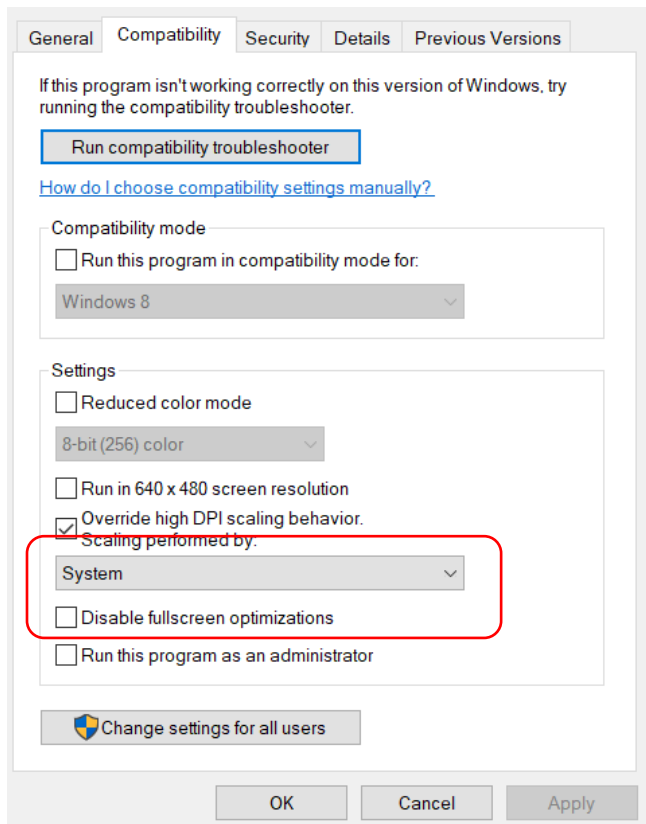 General Compatibility Security Details Previous Versions
If this program isn't working correctly on this version of Windows, try
running the compatibility troubleshooter.
Run compatibility troubleshooter
How do I choose compatibility settings manually?
Compatibility mode
Run this program in compatibility mode for:
Windows 8
Settings
Reduced color mode
8-bit (256) color
Run in 640 x 480 screen resolution
Override high DPI scaling behavior.
Scaling performed by:
System
Disable fullscreen optimizations
Run this program as an administrator
Change settings for all users
OK Cancel Apply